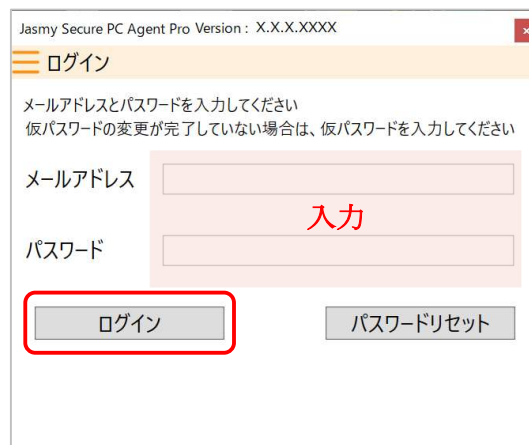 Jasmy Secure PC Agent Pro Version : X.X.X.XXXX
ログイン
メールアドレスとパスワードを入力してください
仮パスワードの変更が完了していない場合は、仮パスワードを入力してください
メールアドレス
入力
パスワード
ログイン パスワードリセット